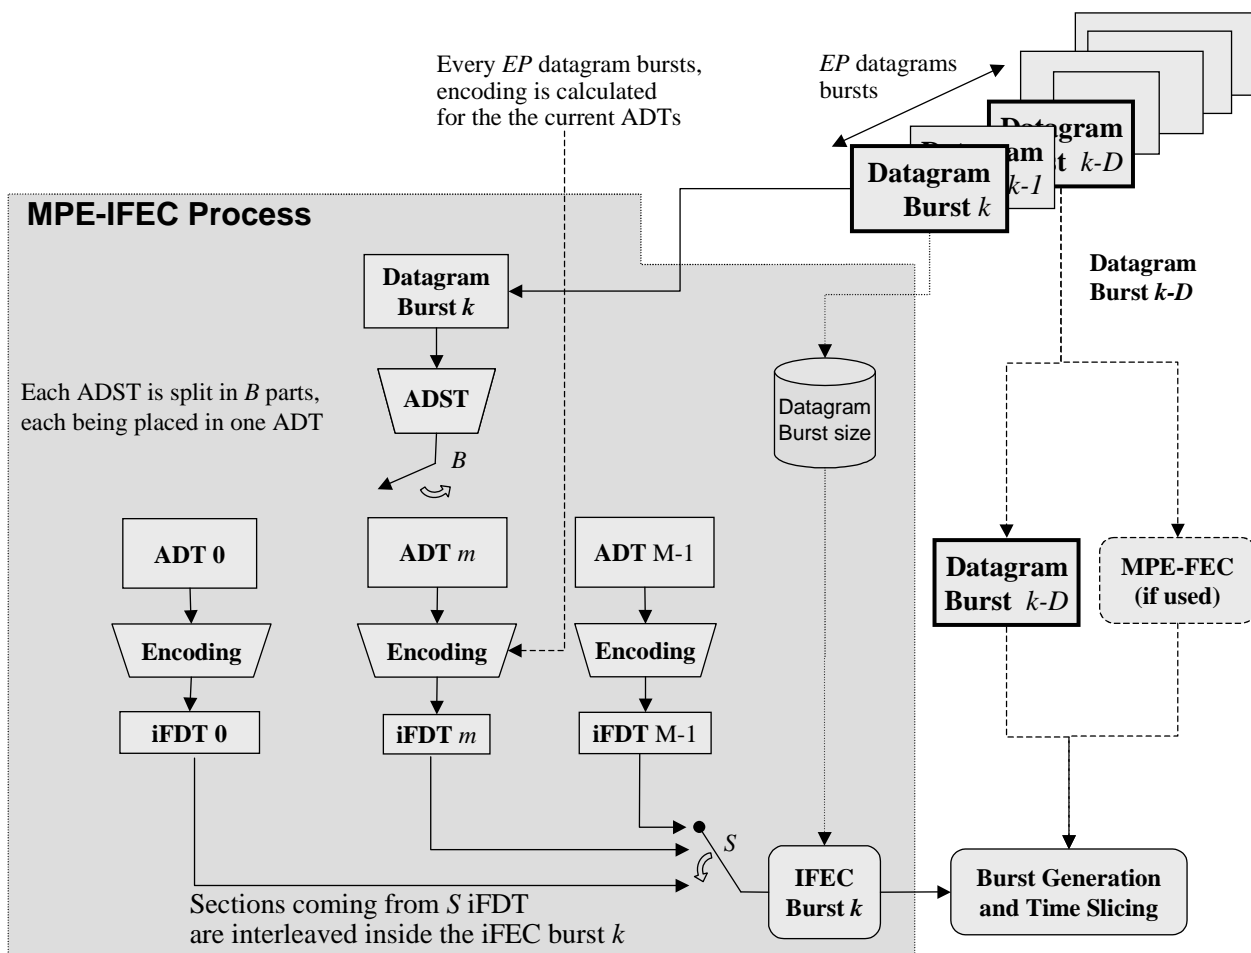 Every EP datagram bursts,
encoding is calculated
for the the current ADTs
EP datagrams
bursts
Datagram
Burst k-D
Datagram
k-1
Datagram
Burst k
MPE-IFEC Process
Datagram
Burst k
Datagram
Burst k-D
Each ADST is split in B parts,
each being placed in one ADT
ADST
B
Datagram
Burst size
ADT 0
ADT m
ADT M-1
Datagram
Burst k-D
MPE-FEC
(if used)
Encoding
Encoding
Encoding
iFDT 0
iFDT m
iFDT M-1
S
IFEC
Burst k
Burst Generation
and Time Slicing
Sections coming from S iFDT
are interleaved inside the iFEC burst k